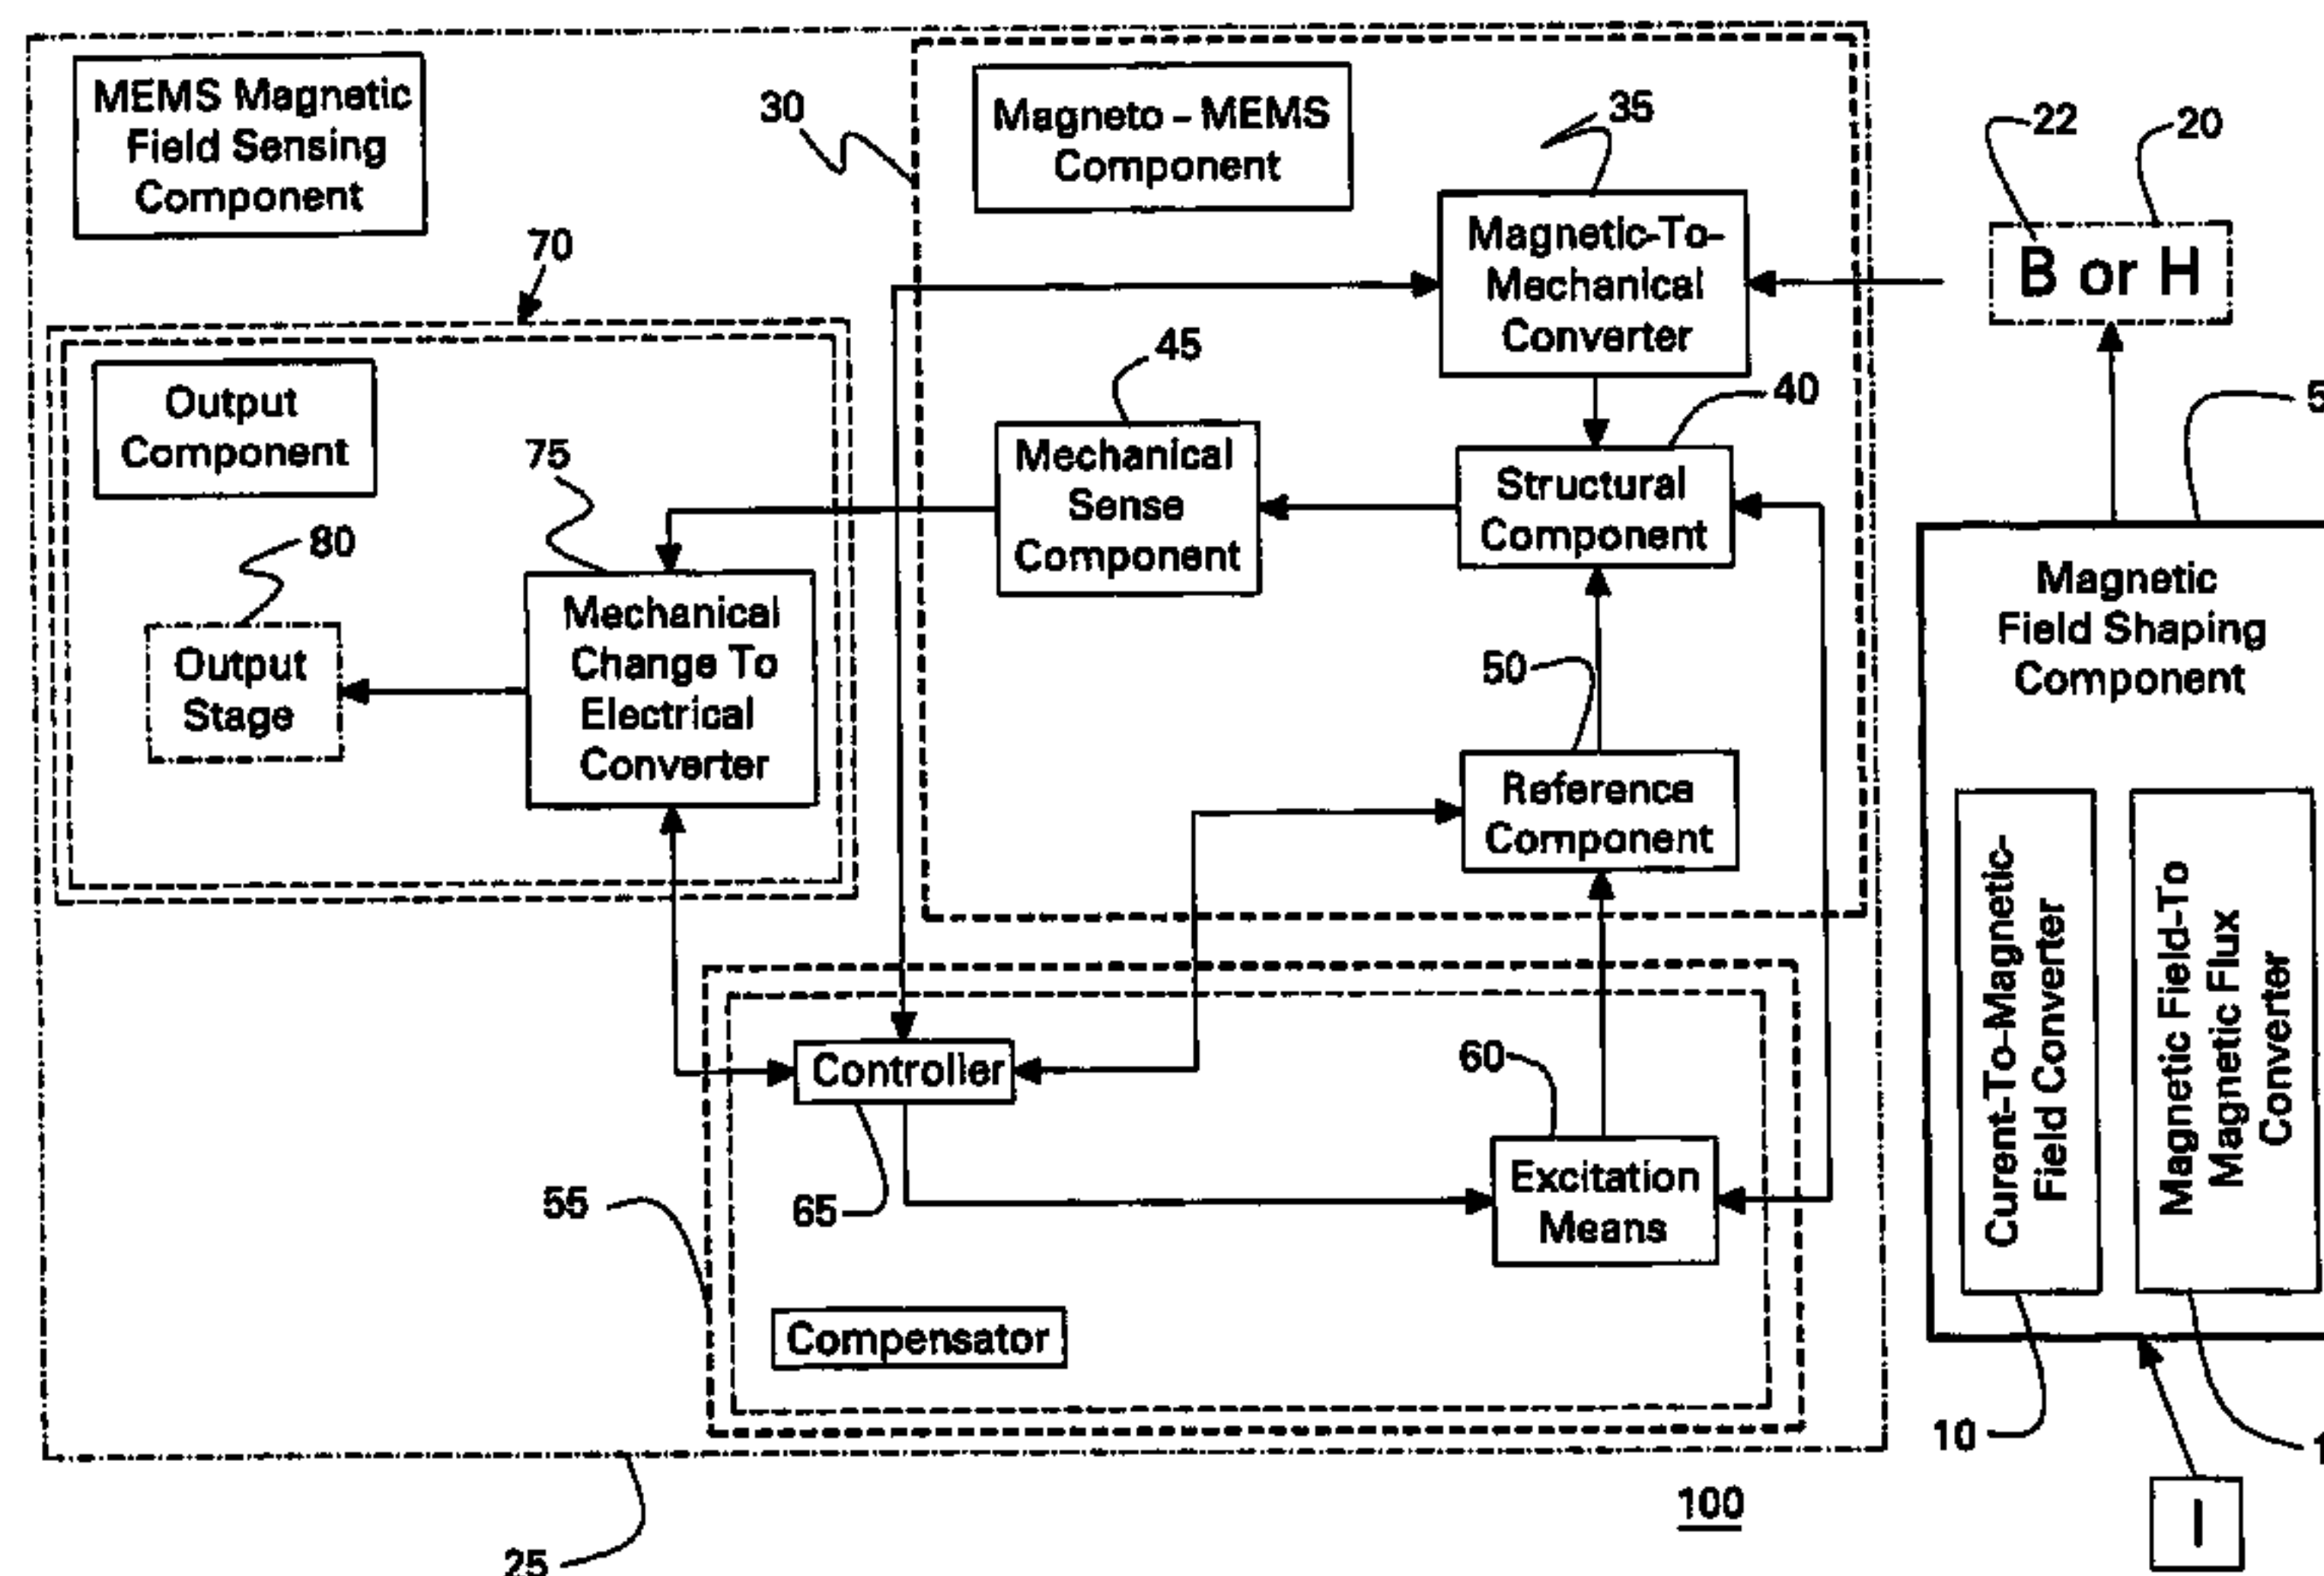 MEMS Magnetic
Field Sensing
Component
30
Magneto – MEMS
Component
35
22
20
Magnetic-To-
Mechanical
Converter
B or H
70
45
40
5
Output
Component
75
Mechanical
Sense
Component
Structural
Component
80
Output
Stage
Mechanical
Change To
Electrical
Converter
50
Magnetic
Field Shaping
Component
Reference
Component
Curent-To-Magnetic-
Field Converter
Magnetic Field-To
Magnetic Flux
Converter
Controller
60
55
65
Excitation
Means
Compensator
10
1
100
I
25